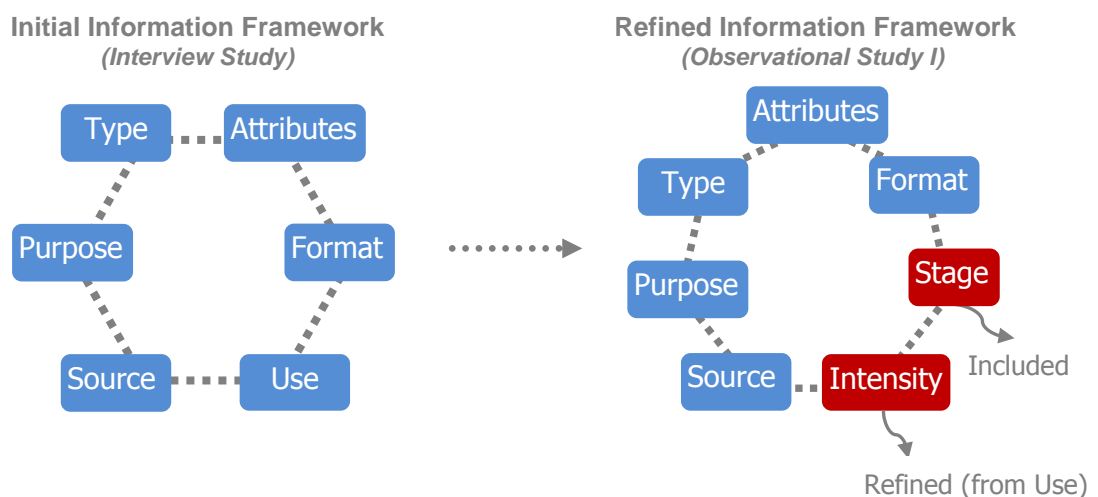 Initial Information Framework
(Interview Study)
Type
Attributes
Purpose
Format
Source
Use
Refined Information Framework
(Observational Study I)
Attributes
Type
Format
Purpose
Stage
Source
Intensity
Included
Refined (from Use)